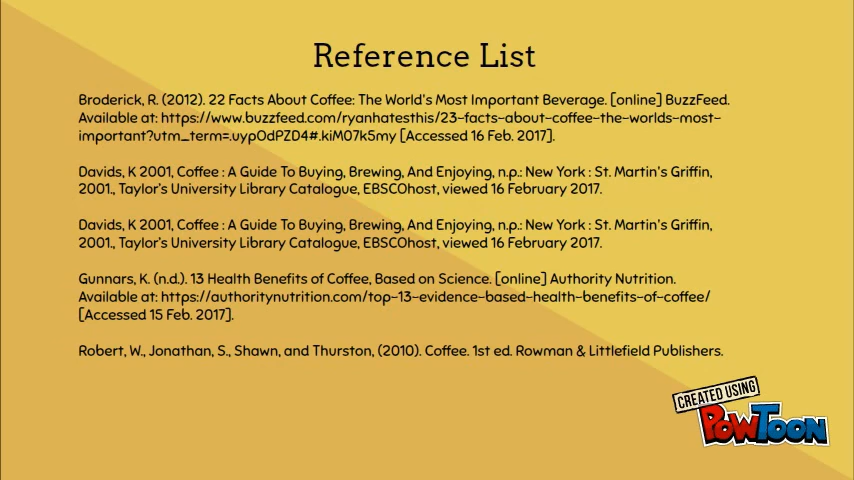 Reference List
Broderick, R. (2012). 22 Facts About Coffee: The World's Most Important Beverage. [online] BuzzFeed.
Available at: https://www.buzzfeed.com/ryanhatesthis/23-facts-about-coffee-the-worlds-most-
important?utm_term=.uypOdPZD4#.kiM07k5my [Accessed 16 Feb. 2017].
Davids, K 2001, Coffee : A Guide To Buying, Brewing, And Enjoying, n.p.: New York : St. Martin's Griffin,
2001., Taylor's University Library Catalogue, EBSCOhost, viewed 16 February 2017.
Davids, K 2001, Coffee : A Guide To Buying, Brewing, And Enjoying, n.p.: New York : St. Martin's Griffin,
2001., Taylor's University Library Catalogue, EBSCOhost, viewed 16 February 2017.
Gunnars, K. (n.d.). 13 Health Benefits of Coffee, Based on Science. [online] Authority Nutrition.
Available at: https://authoritynutrition.com/top-13-evidence-based-health-benefits-of-coffee/
[Accessed 15 Feb. 2017].
Robert, W., Jonathan, S., Shawn, and Thurston, (2010). Coffee. 1st ed. Rowman & Littlefield Publishers.
CREATED USING
POWTOON